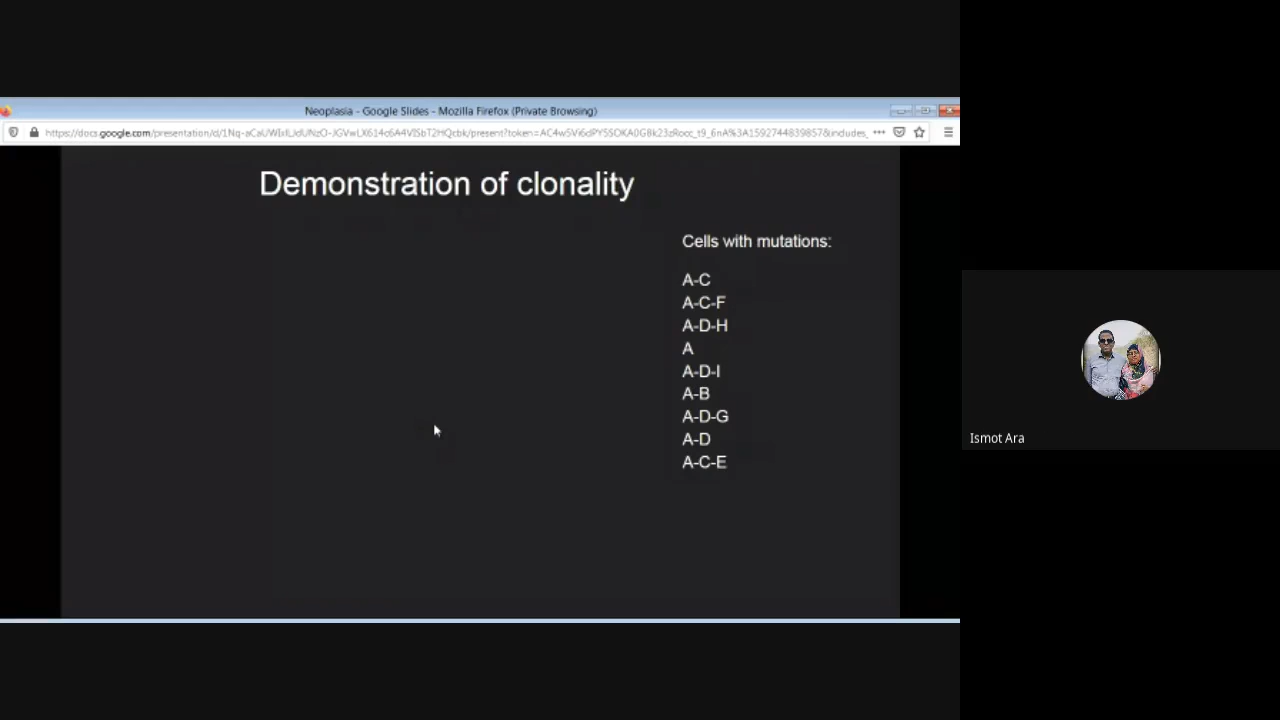 Neoplasia - Google Slides - Mozilla Firefox (Private Browsing)
Demonstration of clonality
Cells with mutations:
A-C
A-C-F
A-D-H
A
A-D-I
A-B
A-D-G
A-D
A-C-E
Ismot Ara